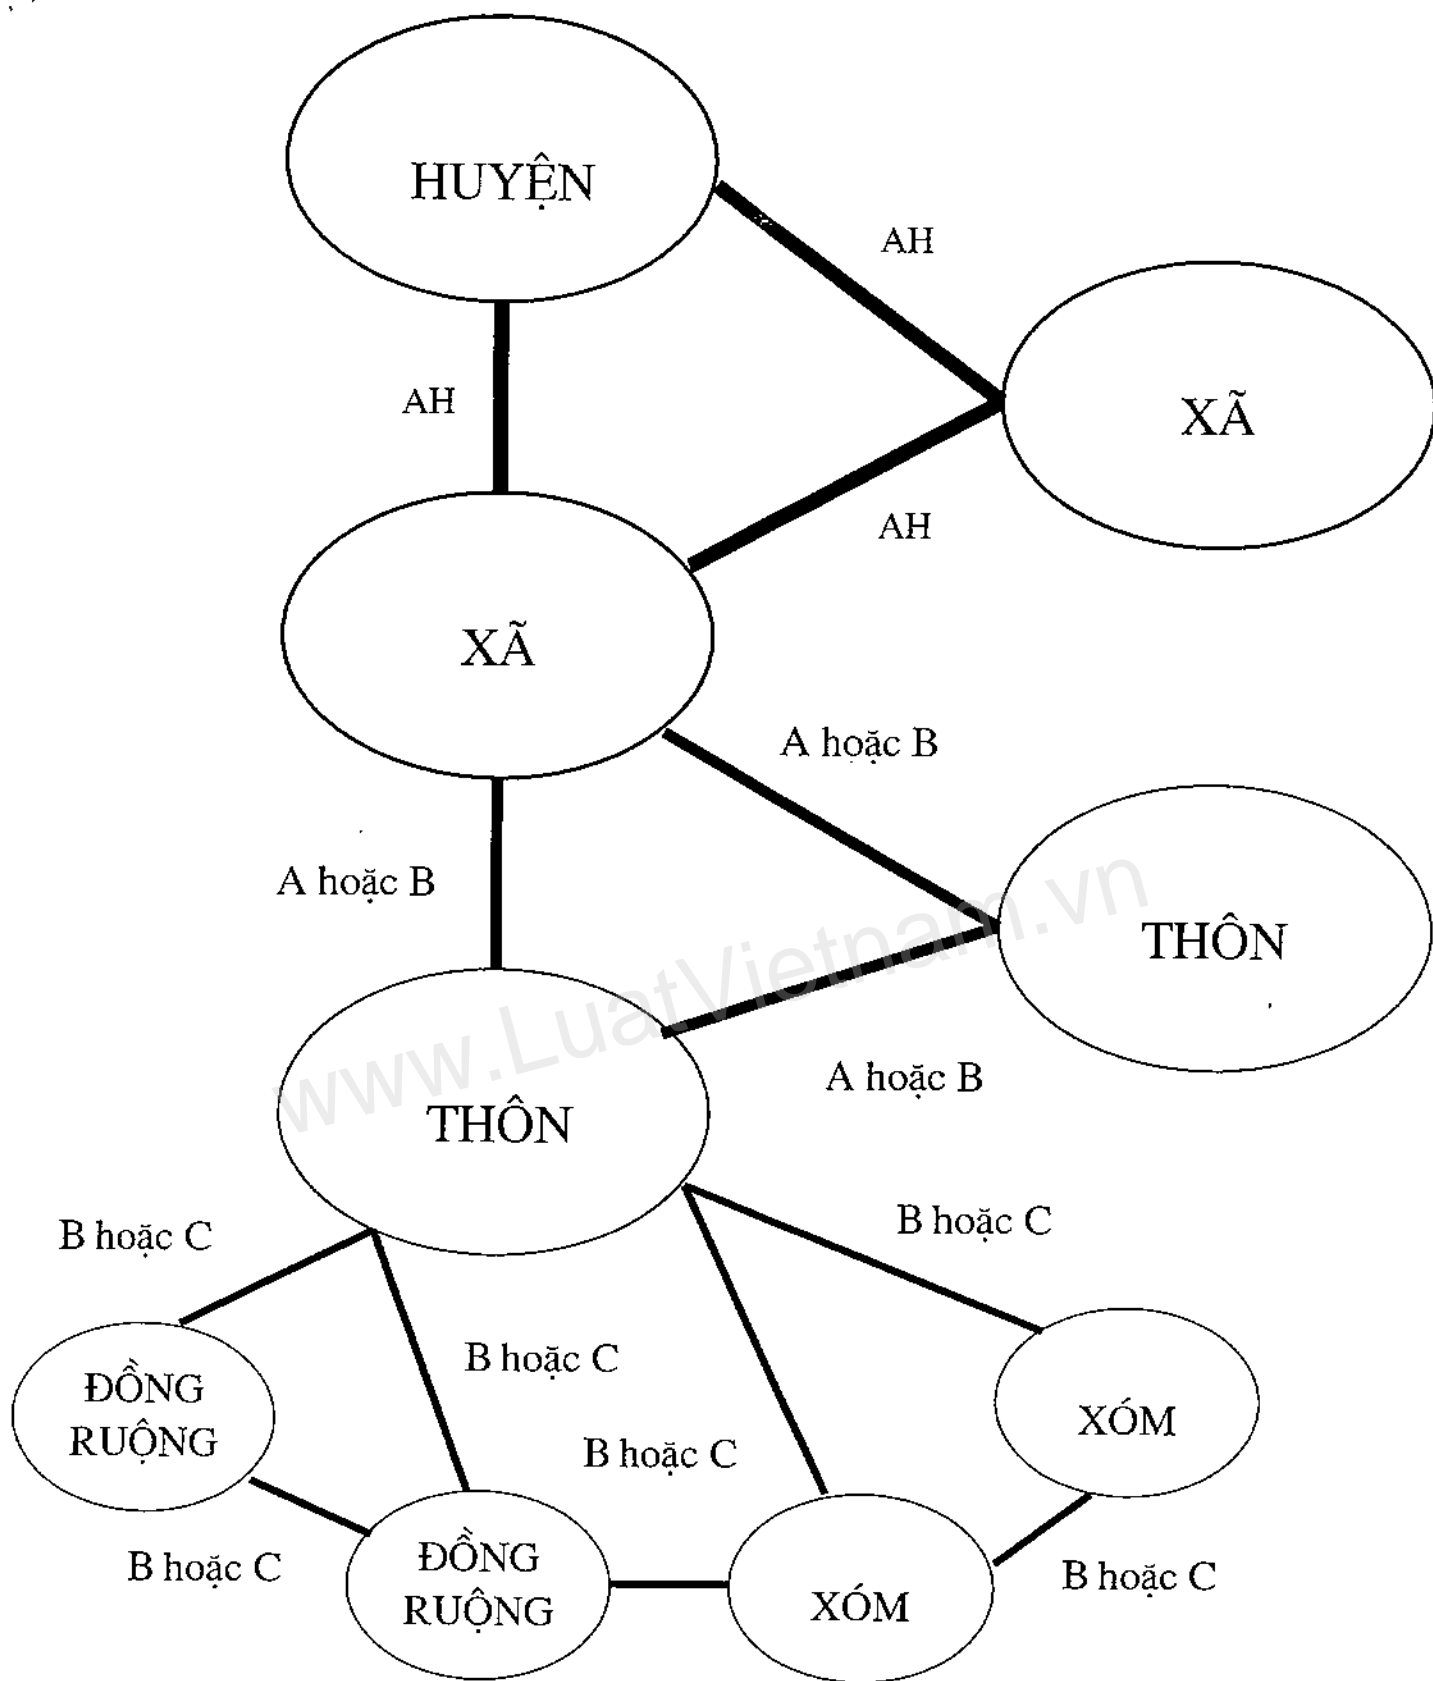 HUYỆN
AH
AH
XÃ
AH
XÃ
A hoặc B
A hoặc B
THÔN
www.LuatVietnam.vn
A hoặc B
THÔN
B hoặc C
B hoặc C
B hoặc C
ĐỒNG
RUỘNG
XÓM
B hoặc C
B hoặc C
ĐỒNG
RUỘNG
XÓM
B hoặc C